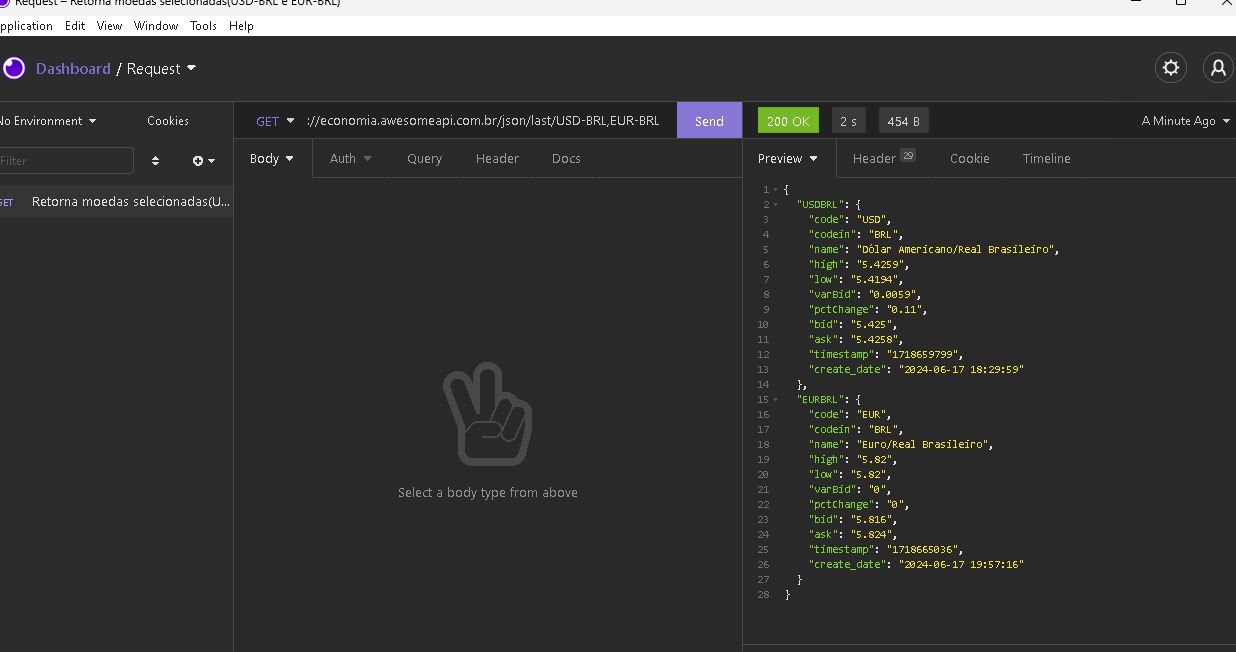 Request – Retorna moedas selecionadas(USD-BRL e EUR-BRL)
pplication Edit View Window Tools Help
Dashboard / Request
No Environment Cookies
GET ://economia.awesomeapi.com.br/json/last/USD-BRL,EUR-BRL Send
200 OK 2 s 454 B A Minute Ago
Filter
Body Auth Query Header Docs
Preview Header 29 Cookie Timeline
GET Retorna moedas selecionadas(U...
Select a body type from above
1 {
2 "USDBRL": {
3 "code": "USD",
4 "codein": "BRL",
5 "name": "Dólar Americano/Real Brasileiro",
6 "high": "5.4259",
7 "low": "5.4194",
8 "varBid": "0.0059",
9 "pctChange": "0.11",
10 "bid": "5.425",
11 "ask": "5.4258",
12 "timestamp": "1718659799",
13 "create_date": "2024-06-17 18:29:59"
14 },
15 "EURBRL": {
16 "code": "EUR",
17 "codein": "BRL",
18 "name": "Euro/Real Brasileiro",
19 "high": "5.82",
20 "low": "5.82",
21 "varBid": "0",
22 "pctChange": "0",
23 "bid": "5.816",
24 "ask": "5.824",
25 "timestamp": "1718665036",
26 "create_date": "2024-06-17 19:57:16"
27 }
28 }